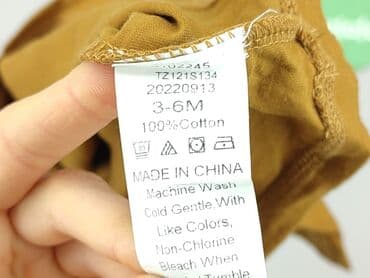 TZ121S134
20220913
3-6M
100%Cotton
MADE IN CHINA
Machine Wash
Cold Gentle With
Like Colors,
Non-Chlorine
Bleach When
Tumble